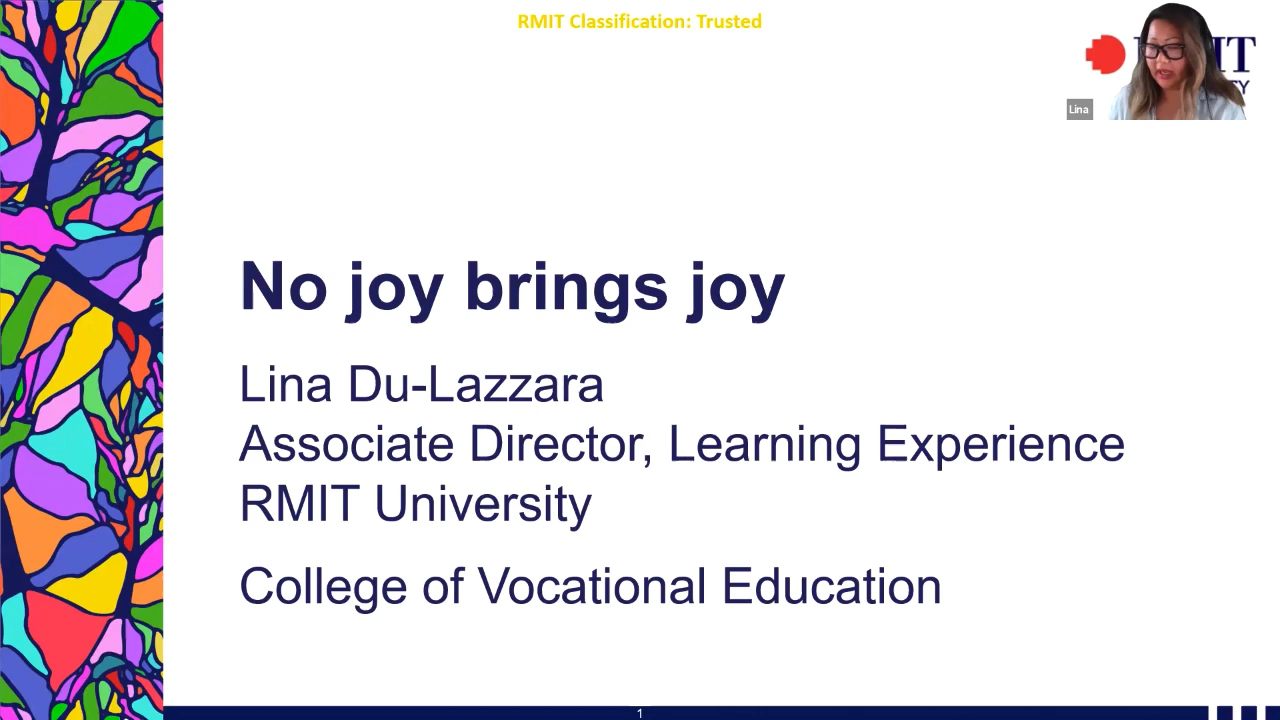 RMIT Classification: Trusted
Lina
No joy brings joy
Lina Du-Lazzara
Associate Director, Learning Experience
RMIT University
College of Vocational Education
1